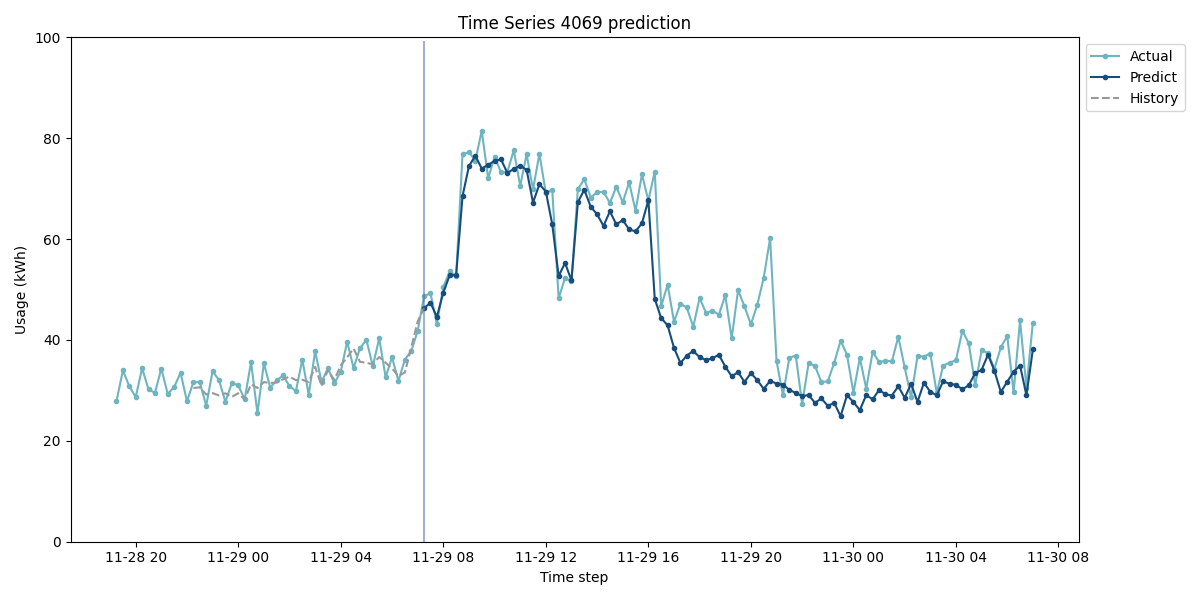 Time Series 4069 prediction
Usage (kWh)
100
80
60
40
20
0
11-28 20
11-29 00
11-29 04
11-29 08
11-29 12
11-29 16
11-29 20
11-30 00
11-30 04
11-30 08
Time step
Actual
Predict
History